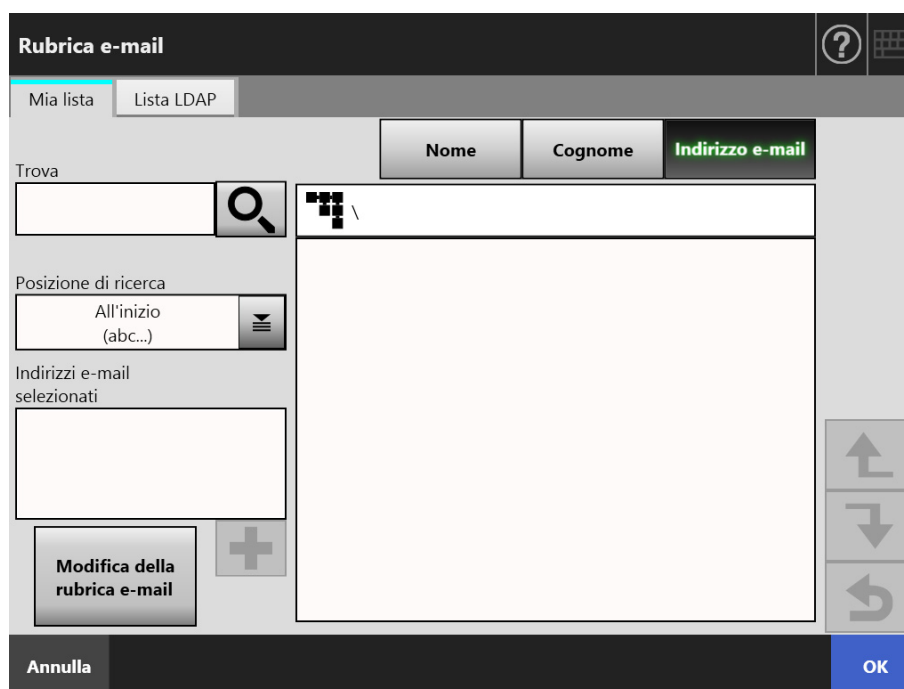 Rubrica e-mail
?
Mia lista
Lista LDAP
Nome
Cognome
Indirizzo e-mail
Trova
\
Posizione di ricerca
All'inizio
(abc...)
Indirizzi e-mail
selezionati
Modifica della
rubrica e-mail
Annulla
OK